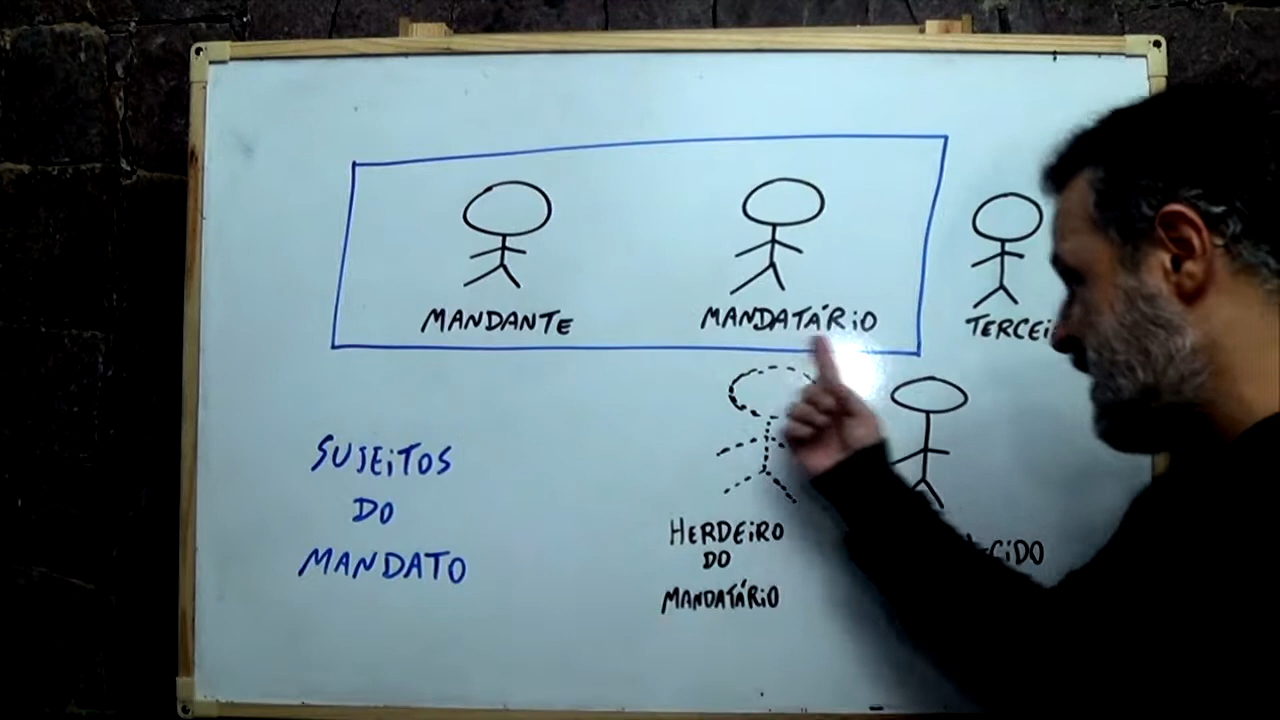 MANDANTE
MANDATÁRIO
SUJEITOS
DO
MANDATO
HERDEIRO
DO
MANDATÁRIO